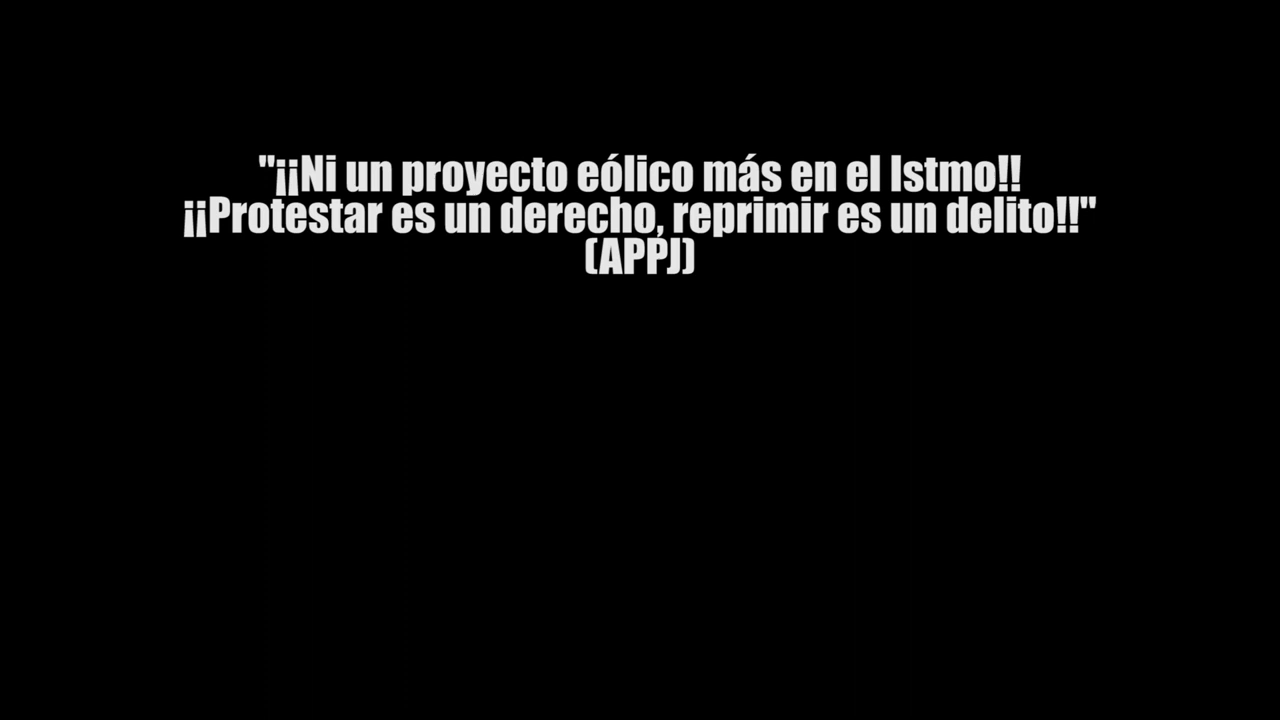 "¡¡Ni un proyecto eólico más en el Istmo!!
¡¡Protestar es un derecho, reprimir es un delito!!"
(APPJ)